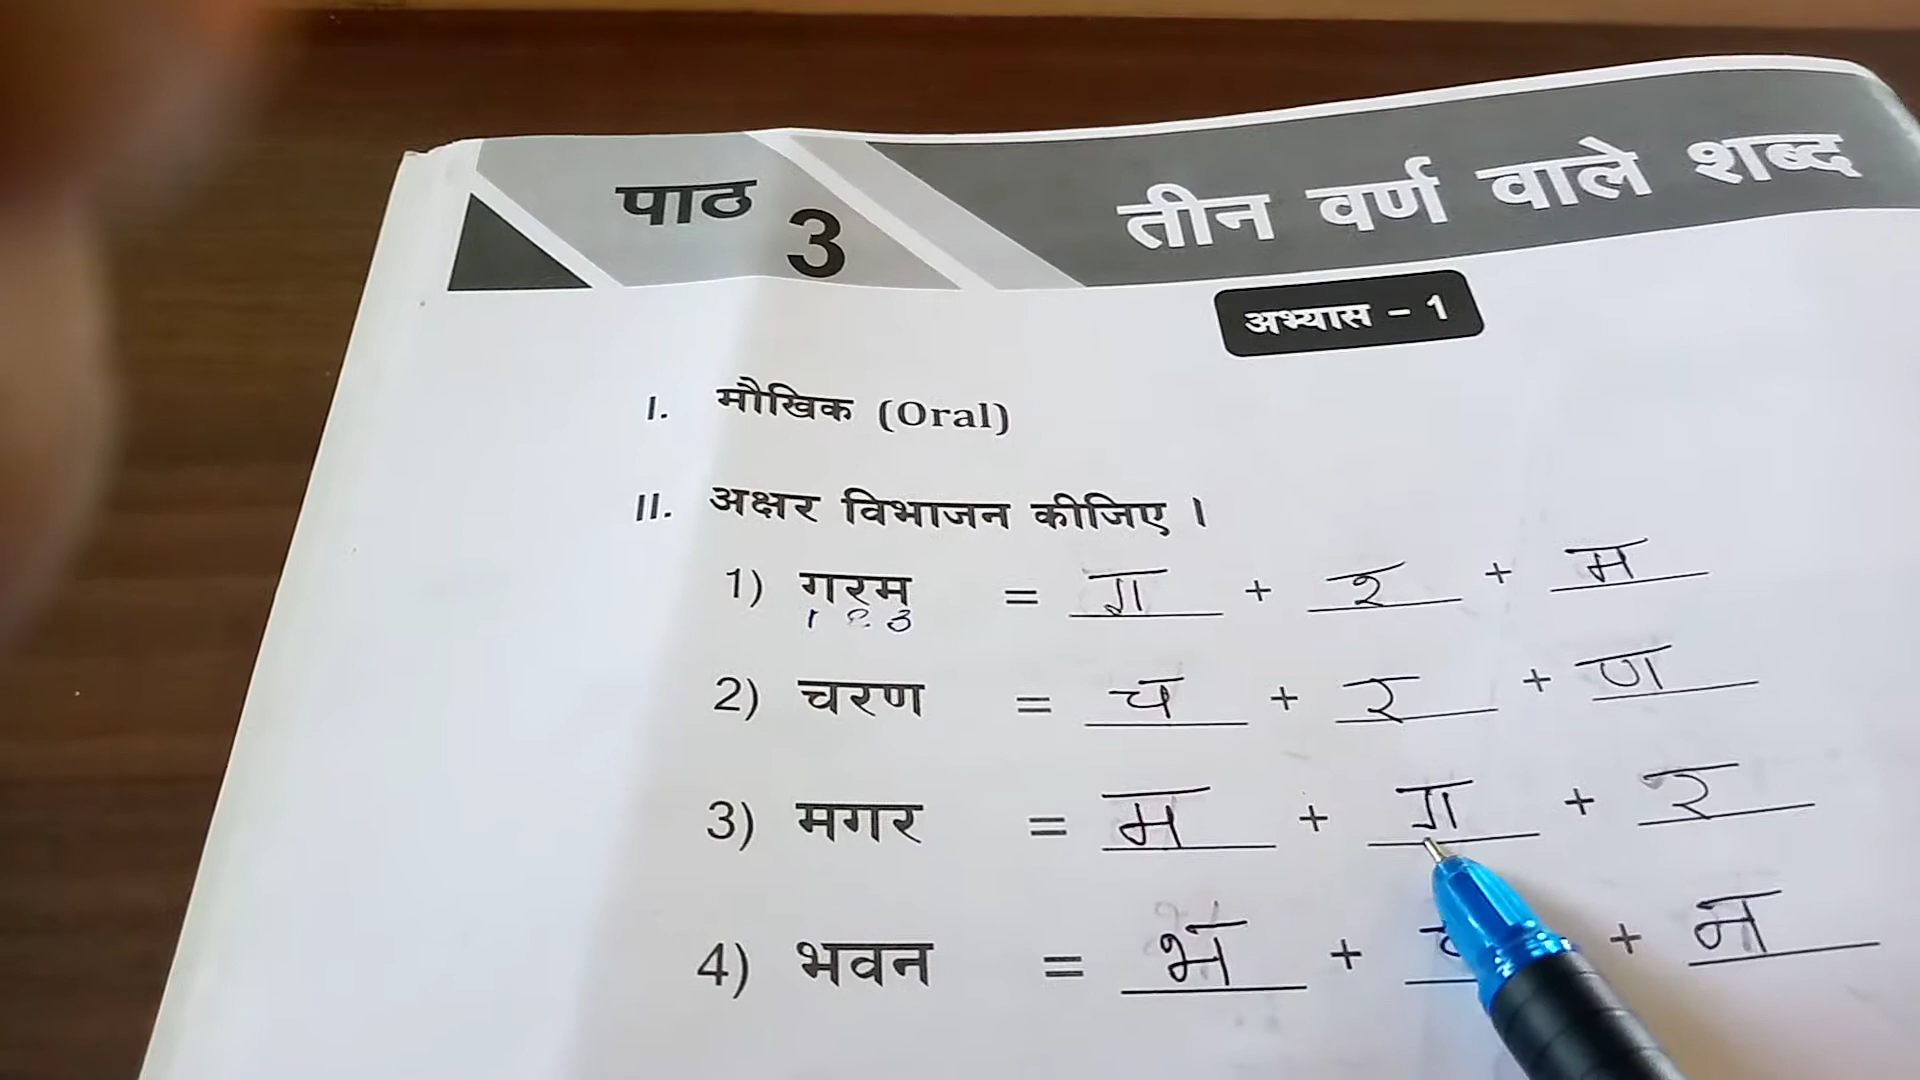 पाठ 3 तीन वर्ण वाले शब्द
अभ्यास - 1
I. मौखिक (Oral)
II. अक्षर विभाजन कीजिए ।
1) गरम = ग + र + म
1 2 3
2) चरण = च + र + ण
3) मगर = म + ग + र
4) भवन = भ + + न